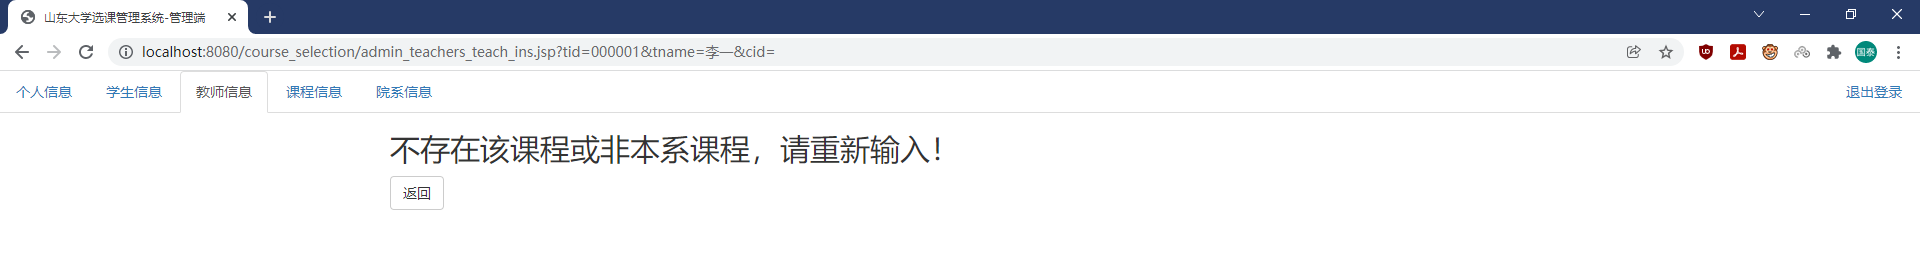 山东大学选课管理系统-管理端
localhost:8080/course_selection/admin_teachers_teach_ins.jsp?tid=000001&tname=李一&cid=
国泰
个人信息 学生信息 教师信息 课程信息 院系信息 退出登录
不存在该课程或非本系课程，请重新输入！
返回